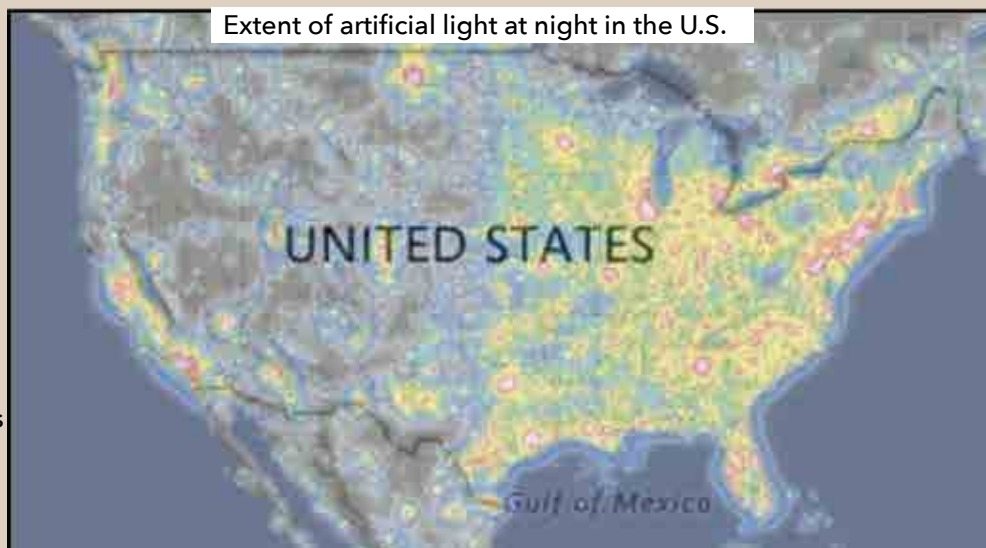 Extent of artificial light at night in the U.S.
UNITED STATES
s
Gulf of Mexico